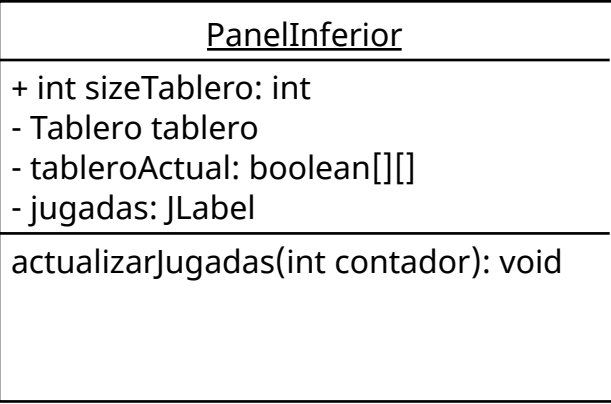 PanelInferior
+ int sizeTablero: int
- Tablero tablero
- tableroActual: boolean[][]
- jugadas: JLabel
actualizarJugadas(int contador): void